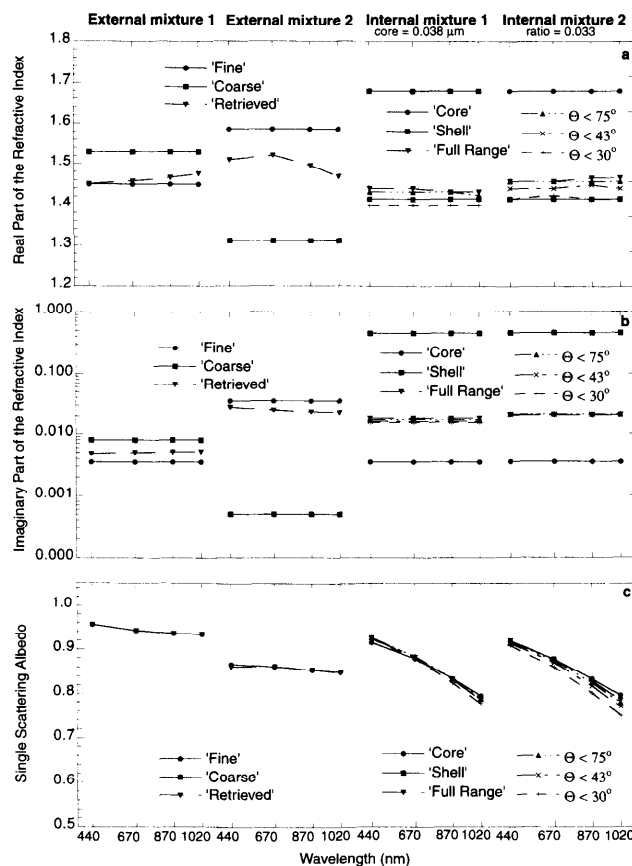 External mixture 1 External mixture 2 Internal mixture 1 Internal mixture 2
core = 0.038 μm ratio = 0.033
a
Real Part of the Refractive Index
1.8
1.7
1.6
1.5
1.4
1.3
1.2
'Fine'
'Coarse'
'Retrieved'
'Core'
'Shell'
'Full Range'
Θ < 75°
Θ < 43°
Θ < 30°
b
Imaginary Part of the Refractive Index
1.000
0.100
0.010
0.001
0.000
'Fine'
'Coarse'
'Retrieved'
'Core'
'Shell'
'Full Range'
Θ < 75°
Θ < 43°
Θ < 30°
c
Single Scattering Albedo
1.0
0.9
0.8
0.7
0.6
0.5
'Fine'
'Coarse'
'Retrieved'
'Core'
'Shell'
'Full Range'
Θ < 75°
Θ < 43°
Θ < 30°
440 670 870 1020 440 670 870 1020 440 670 870 1020 440 670 870 1020
Wavelength (nm)